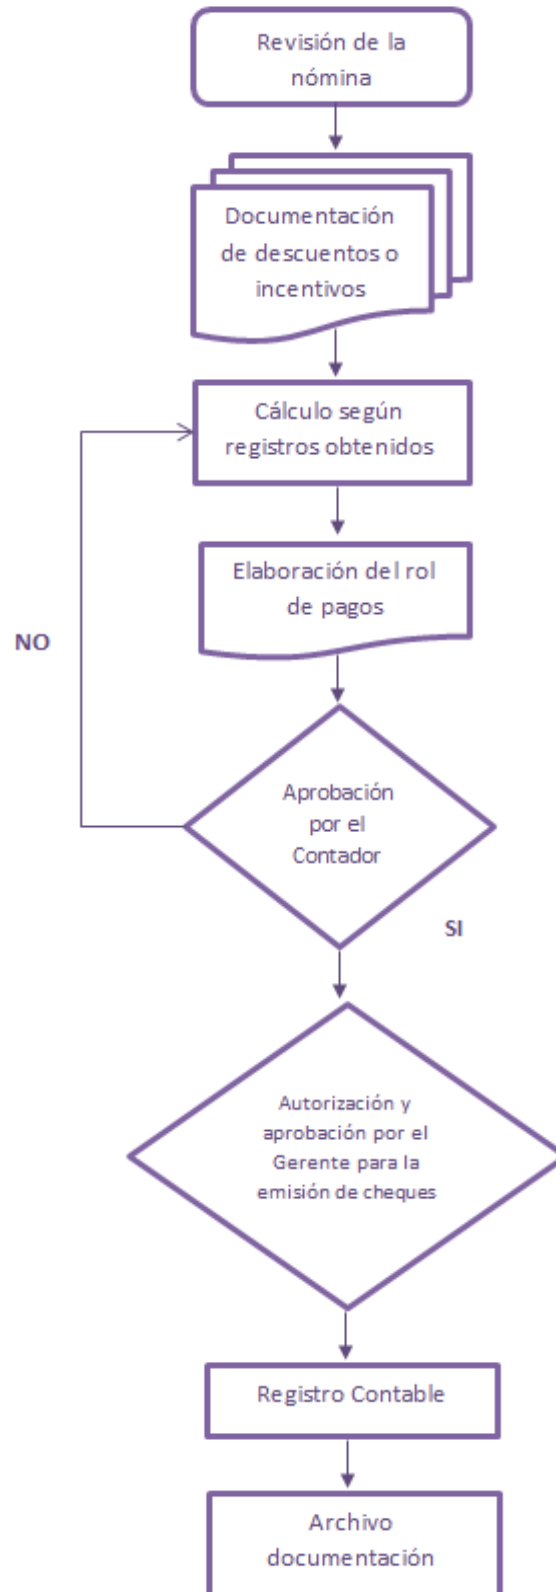 Revisión de la
nómina
Documentación
de descuentos o
incentivos
Cálculo según
registros obtenidos
Elaboración del rol
de pagos
NO
Aprobación
por el
Contador
SI
Autorización y
aprobación por el
Gerente para la
emisión de cheques
Registro Contable
Archivo
documentación